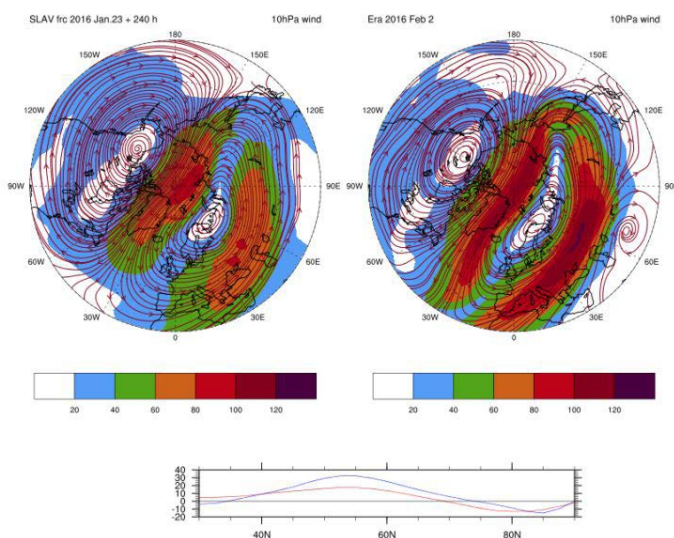 SLAV frc 2016 Jan.23 + 240 h 10hPa wind
180
150W 150E
120W 120E
90W 90E
60W 60E
30W 30E
0
20 40 60 80 100 120
Era 2016 Feb 2 10hPa wind
180
150W 150E
120W 120E
90W 90E
60W 60E
30W 30E
0
20 40 60 80 100 120
40
30
20
10
0
-10
-20
40N 60N 80N